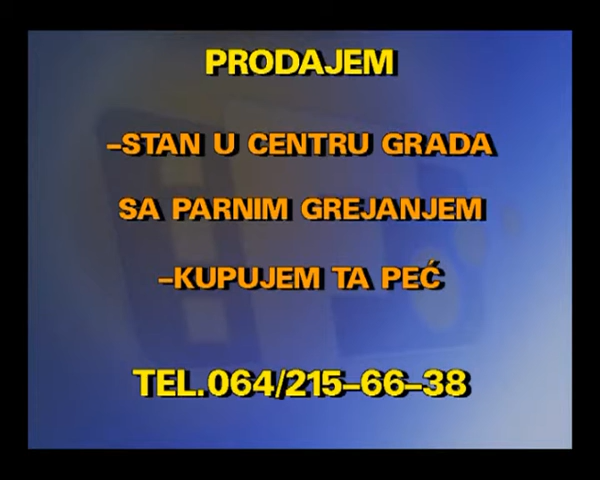 PRODAJEM
–STAN U CENTRU GRADA
SA PARNIM GREJANJEM
–KUPUJEM TA PEĆ
TEL.064/215–66–38